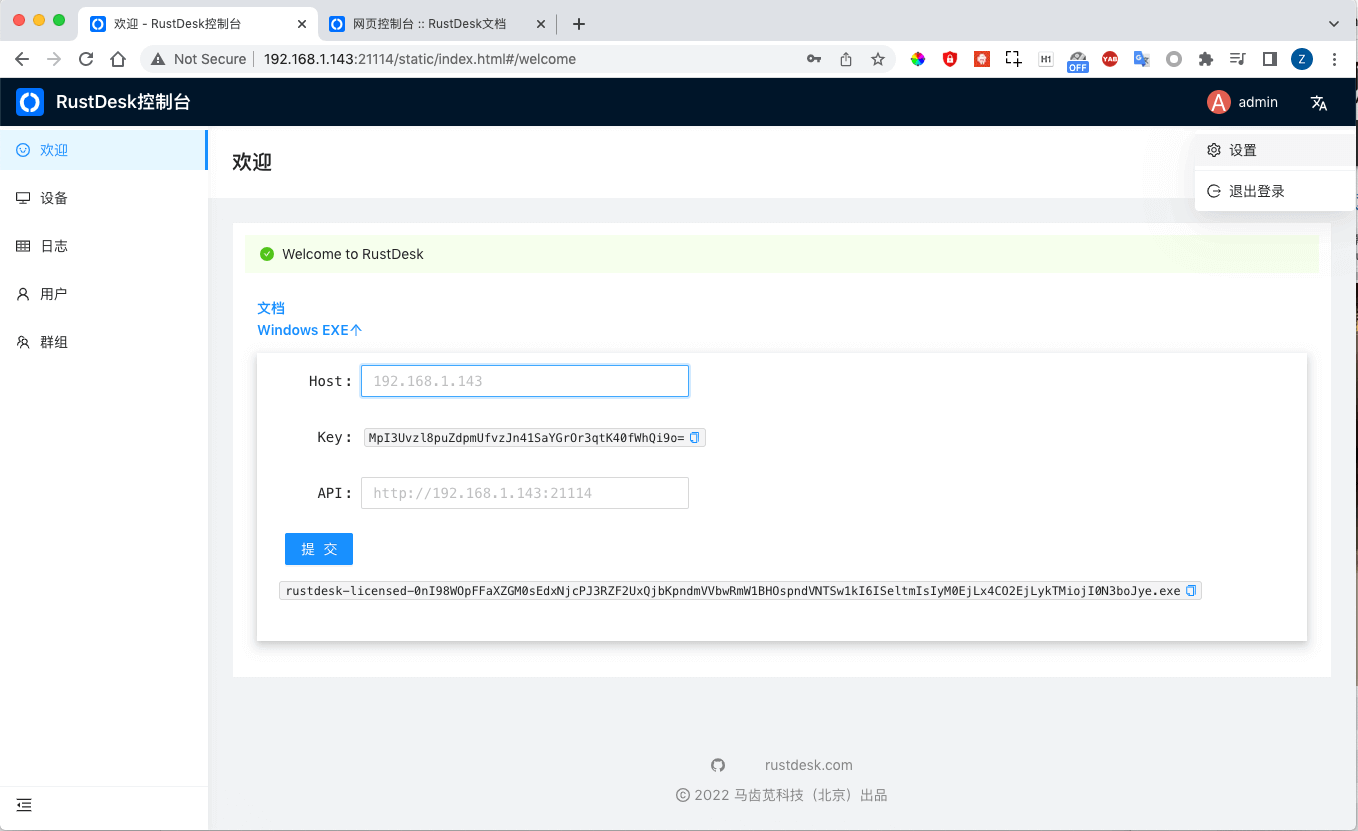 欢迎 - RustDesk控制台
网页控制台 :: RustDesk文档
Not Secure
192.168.1.143:21114/static/index.html#/welcome
H1
OFF
YAB
G
Z
RustDesk控制台
A
admin
欢迎
设备
日志
用户
群组
欢迎
设置
退出登录
Welcome to RustDesk
文档
Windows EXE个
Host:
192.168.1.143
Key:
MpI3Uvzl8puZdpmUfvzJn41SaYGrOr3qtK40fWhQi9o=
API:
http://192.168.1.143:21114
提 交
rustdesk-licensed-0nI98WOpFFaXZGM0sEdxNjcPJ3RZF2UxQjbKpndmVVbwRmW1BHOspndVNTSw1kI6ISeltmIsIyM0EjLx4CO2EjLykTMiojI0N3boJye.exe
rustdesk.com
© 2022 马齿苋科技（北京）出品